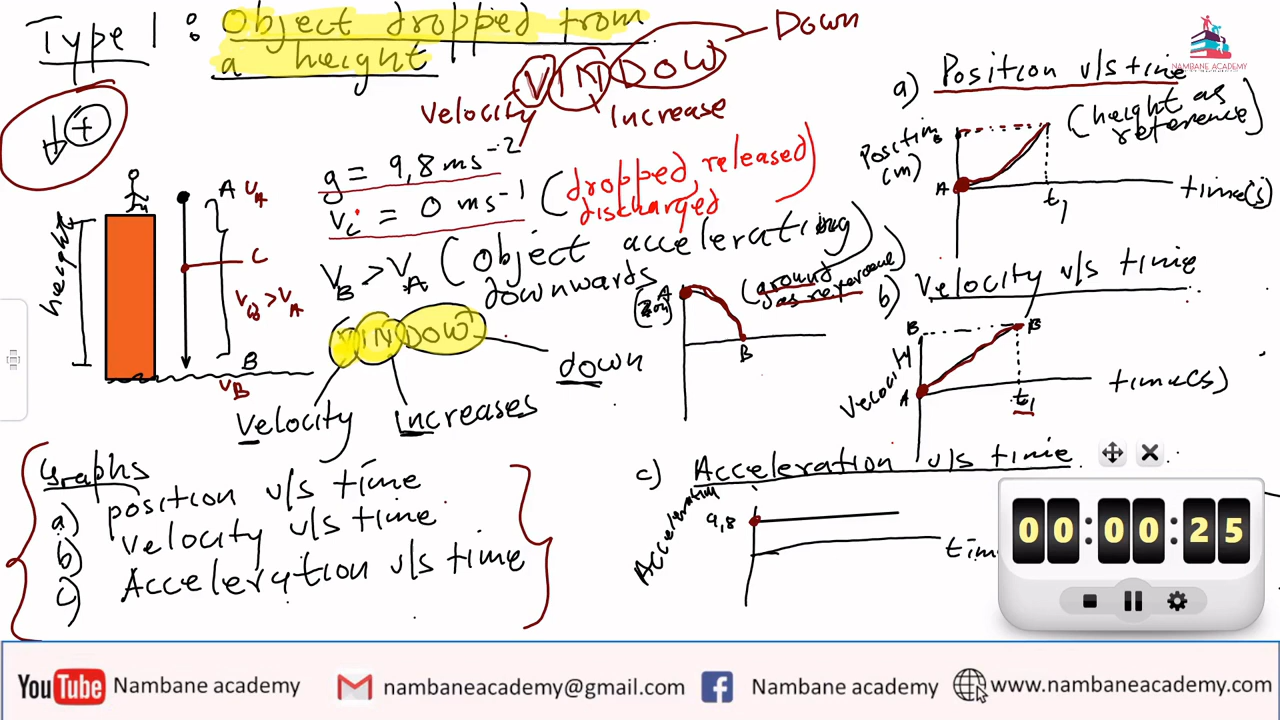 Type 1 : Object dropped from
a height
VINDOW
Down
Velocity
Increase
↓ +
g = 9,8 ms⁻²
Vi = 0 ms⁻¹ (dropped, released
discharged)
VB > VA (Object accelerating
downwards)
height
A VA
C
VB > VA
B
VB
VINDOW
down
Velocity
Increases
Graphs
a) position v/s time
b) velocity v/s time
c) Acceleration v/s time
a) Position v/s time
(height as
reference)
Position
(m)
B
A
t1
time(s)
A
(ground
as reference)
B
b) Velocity v/s time
Velocity
B
B
A
t1
time(s)
c) Acceleration v/s time
Acceleration
9,8
NAMBANE ACADEMY
00:00:25
YouTube Nambane academy
nambaneacademy@gmail.com
Nambane academy
www.nambaneacademy.com